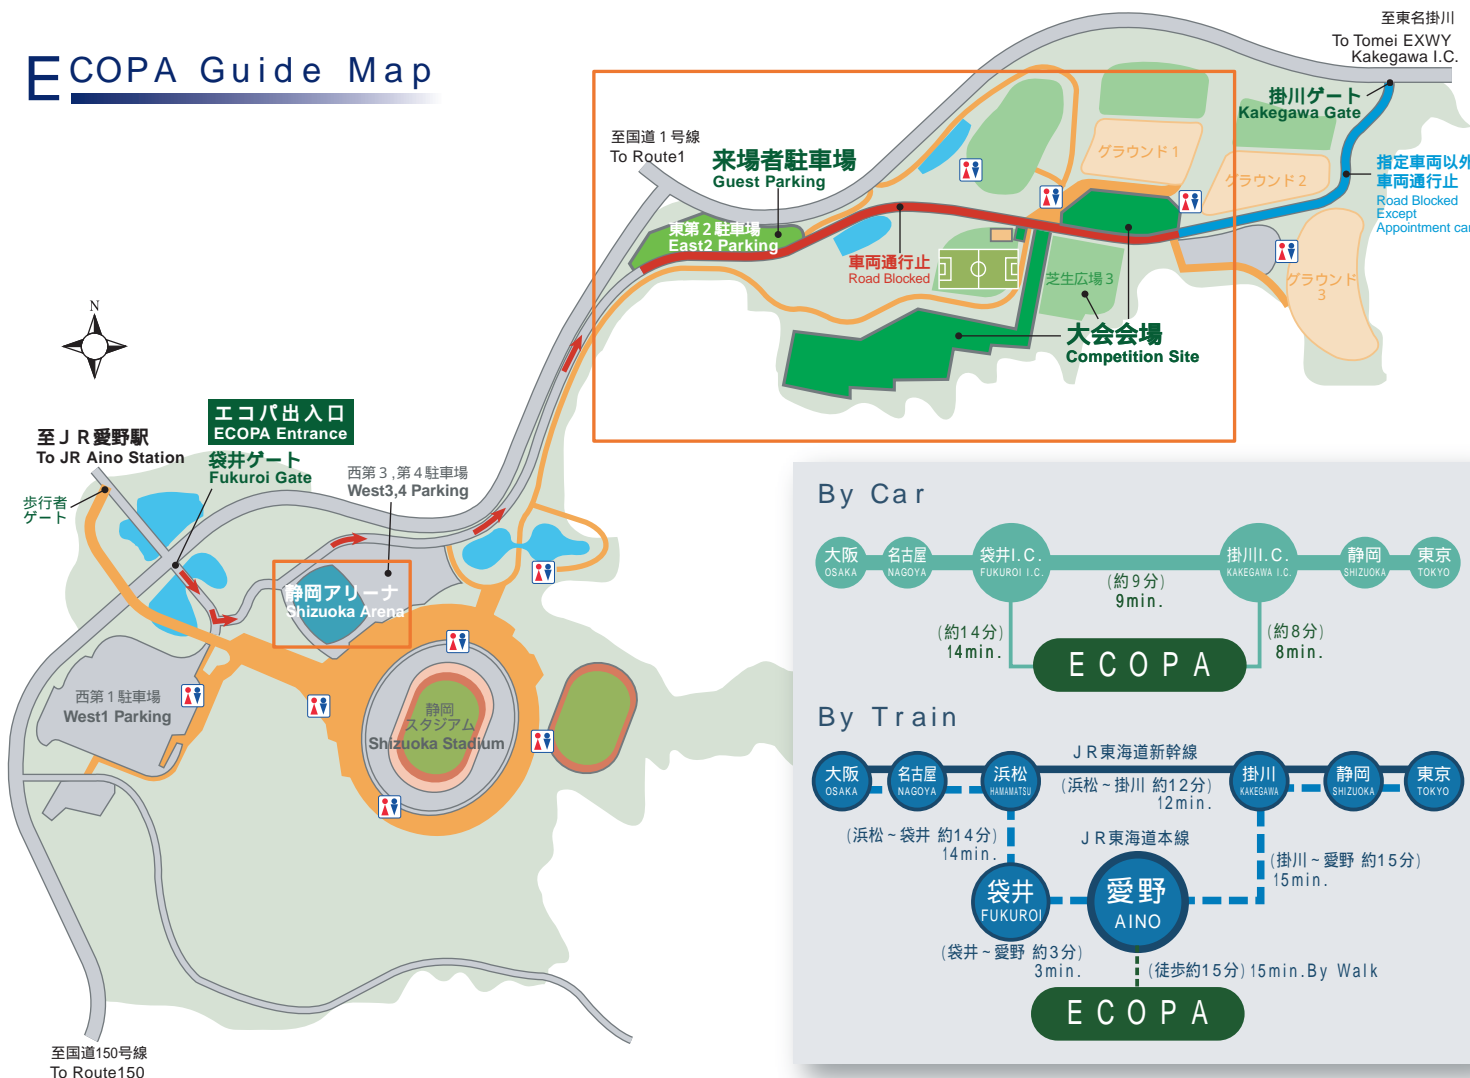 ECOPA Guide Map
至東名掛川
To Tomei EXWY
Kakegawa I.C.
掛川ゲート
Kakegawa Gate
至国道1号線
To Route1
来場者駐車場
Guest Parking
グラウンド1
グラウンド2
指定車両以外
車両通行止
Road Blocked
Except
Appointment car
東第2駐車場
East2 Parking
車両通行止
Road Blocked
芝生広場3
グラウンド
3
大会会場
Competition Site
N
エコパ出入口
ECOPA Entrance
至JR愛野駅
To JR Aino Station
袋井ゲート
Fukuroi Gate
西第3,第4駐車場
West3,4 Parking
歩行者
ゲート
静岡アリーナ
Shizuoka Arena
西第1駐車場
West1 Parking
静岡
スタジアム
Shizuoka Stadium
至国道150号線
To Route150
By Car
大阪
OSAKA
名古屋
NAGOYA
袋井I.C.
FUKUROI I.C.
掛川I.C.
KAKEGAWA I.C.
静岡
SHIZUOKA
東京
TOKYO
(約9分)
9min.
(約14分)
14min.
(約8分)
8min.
ECOPA
By Train
JR東海道新幹線
大阪
OSAKA
名古屋
NAGOYA
浜松
HAMAMATSU
掛川
KAKEGAWA
静岡
SHIZUOKA
東京
TOKYO
(浜松~掛川 約12分)
12min.
(浜松~袋井 約14分)
14min.
JR東海道本線
(掛川~愛野 約15分)
15min.
袋井
FUKUROI
愛野
AINO
(袋井~愛野 約3分)
3min.
(徒歩約15分) 15min.By Walk
ECOPA